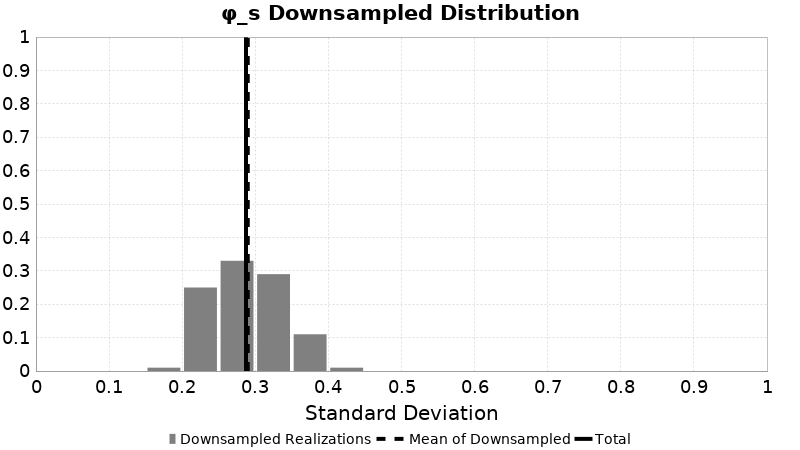 φ_s Downsampled Distribution
1
0.9
0.8
0.7
0.6
0.5
0.4
0.3
0.2
0.1
0
0 0.1 0.2 0.3 0.4 0.5 0.6 0.7 0.8 0.9 1
Standard Deviation
Downsampled Realizations Mean of Downsampled Total